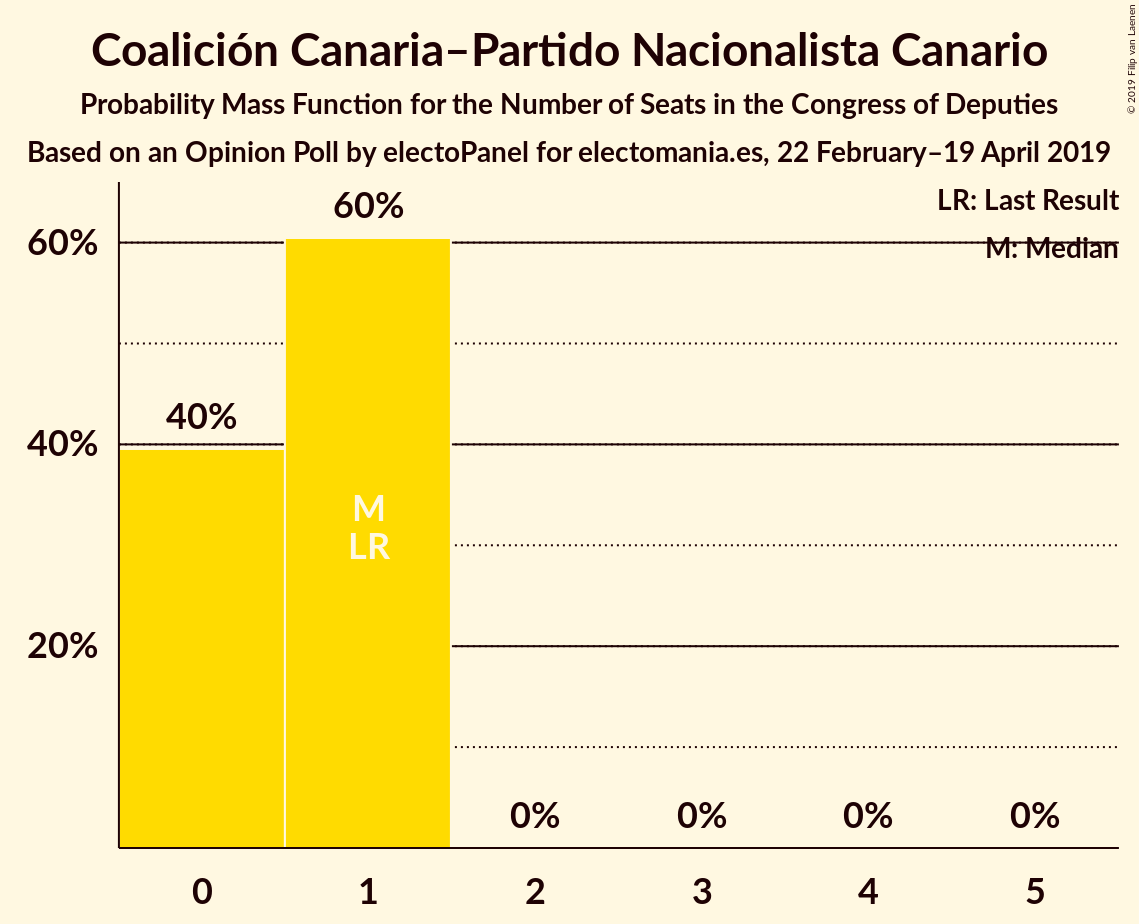 Coalición Canaria–Partido Nacionalista Canario
Probability Mass Function for the Number of Seats in the Congress of Deputies
Based on an Opinion Poll by electoPanel for electomania.es, 22 February–19 April 2019
© 2019 Filip van Laenen
LR: Last Result
M: Median
60%
40%
20%
40%
60%
M
LR
0%
0%
0%
0%
0
1
2
3
4
5